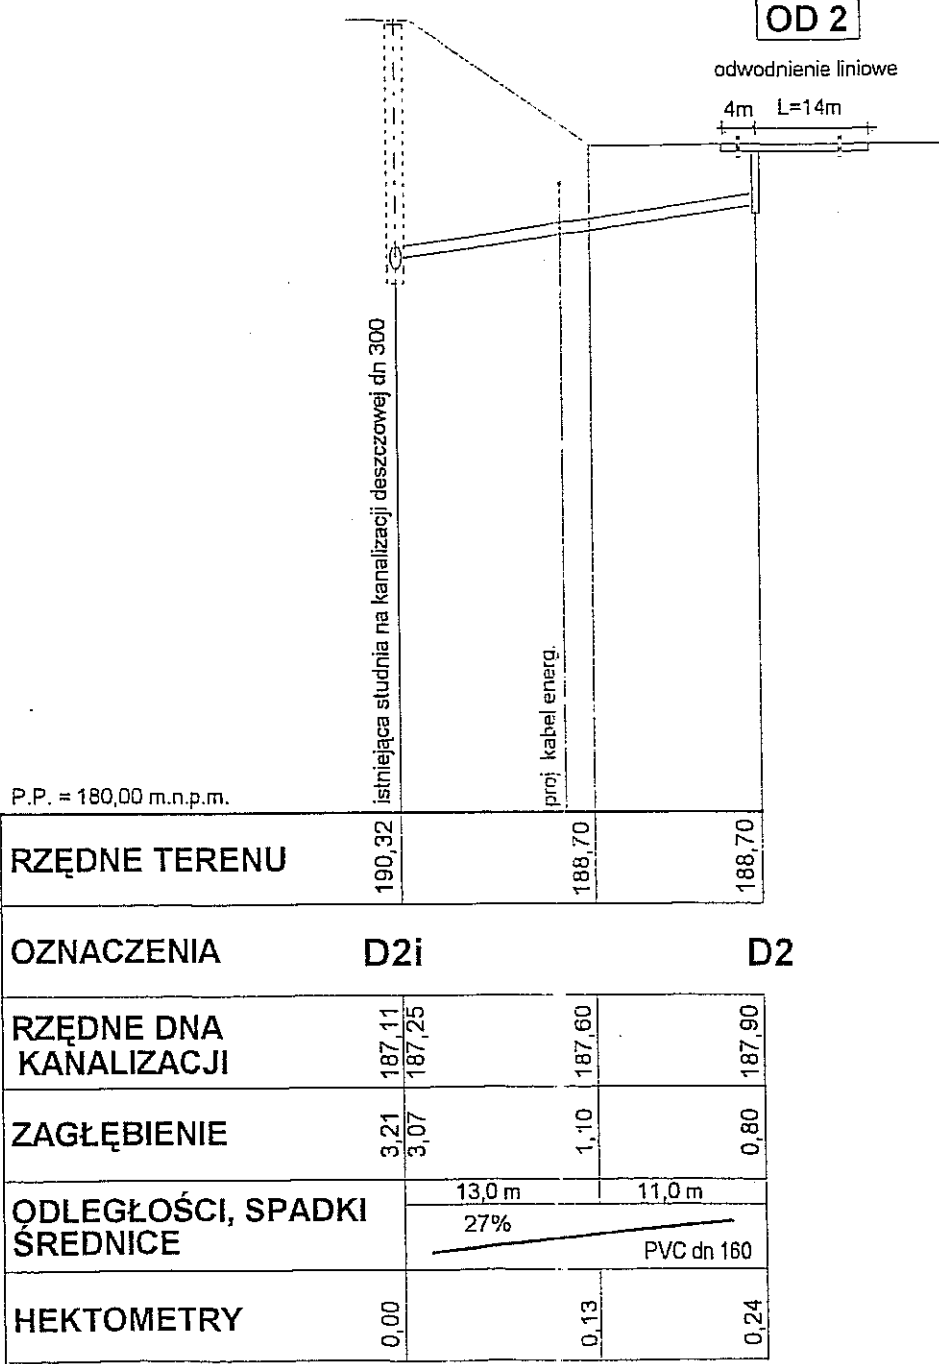 OD 2
odwodnienie liniowe
4m L=14m
istniejąca studnia na kanalizacji deszczowej dn 300
proj. kabel energ.
P.P. = 180,00 m.n.p.m.
RZĘDNE TERENU 190,32 188,70 188,70
OZNACZENIA D2i D2
RZĘDNE DNA
KANALIZACJI 187,11 187,25 187,60 187,90
ZAGŁĘBIENIE 3,21 3,07 1,10 0,80
ODLEGŁOŚCI, SPADKI 13,0 m 11,0 m
ŚREDNICE 27% PVC dn 160
HEKTOMETRY 0,00 0,13 0,24